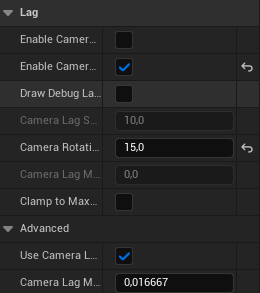 Lag
Enable Camer...
Enable Camer...
Draw Debug La...
Camera Lag S... 10,0
Camera Rotati... 15,0
Camera Lag M... 0,0
Clamp to Max...
Advanced
Use Camera L...
Camera Lag M... 0,016667